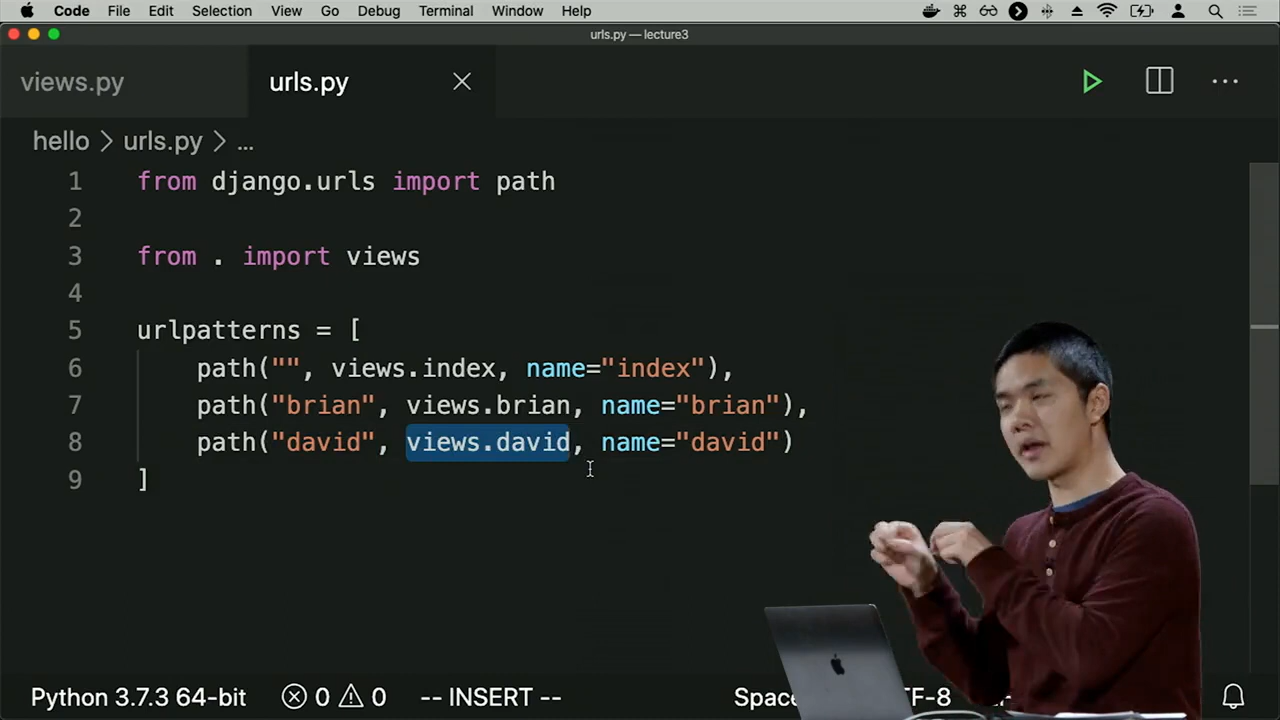 Code File Edit Selection View Go Debug Terminal Window Help
urls.py — lecture3
views.py urls.py
hello > urls.py > ...
1 from django.urls import path
2
3 from . import views
4
5 urlpatterns = [
6 path("", views.index, name="index"),
7 path("brian", views.brian, name="brian"),
8 path("david", views.david, name="david")
9 ]
Python 3.7.3 64-bit 0 0 -- INSERT --